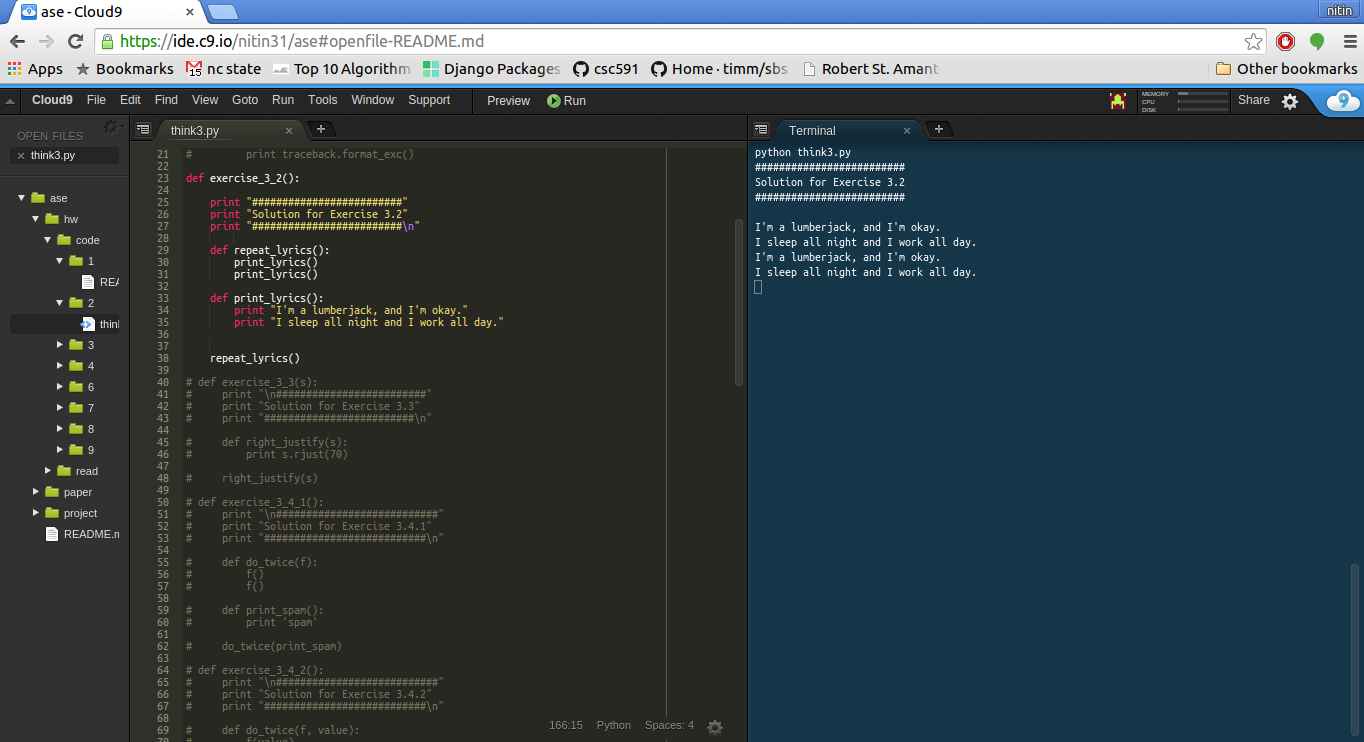 ase - Cloud9
×
nitin
https://ide.c9.io/nitin31/ase#openfile-README.md
Apps
Bookmarks
15 nc state
Top 10 Algorithm
Django Packages
csc591
Home · timm/sbs
Robert St. Amant
Other bookmarks
Cloud9 File Edit Find View Goto Run Tools Window Support Preview Run
MEMORY
CPU
DISK
Share
9
OPEN FILES
× think3.py
ase
hw
code
1
REA
2
thinl
3
4
6
7
8
9
read
paper
project
README.m
think3.py × +
21 #         print traceback.format_exc()
22
23 def exercise_3_2():
24
25     print "#########################"
26     print "Solution for Exercise 3.2"
27     print "#########################\n"
28
29     def repeat_lyrics():
30         print_lyrics()
31         print_lyrics()
32
33     def print_lyrics():
34         print "I'm a lumberjack, and I'm okay."
35         print "I sleep all night and I work all day."
36
37
38     repeat_lyrics()
39
40 # def exercise_3_3(s):
41 #     print "\n#########################"
42 #     print "Solution for Exercise 3.3"
43 #     print "#########################\n"
44
45 #     def right_justify(s):
46 #         print s.rjust(70)
47
48 #     right_justify(s)
49
50 # def exercise_3_4_1():
51 #     print "\n###########################"
52 #     print "Solution for Exercise 3.4.1"
53 #     print "###########################\n"
54
55 #     def do_twice(f):
56 #         f()
57 #         f()
58
59 #     def print_spam():
60 #         print 'spam'
61
62 #     do_twice(print_spam)
63
64 # def exercise_3_4_2():
65 #     print "\n###########################"
66 #     print "Solution for Exercise 3.4.2"
67 #     print "###########################\n"
68
69 #     def do_twice(f, value):
70 #         f(value)
166:15 Python Spaces: 4
Terminal × +
python think3.py
#########################
Solution for Exercise 3.2
#########################
I'm a lumberjack, and I'm okay.
I sleep all night and I work all day.
I'm a lumberjack, and I'm okay.
I sleep all night and I work all day.